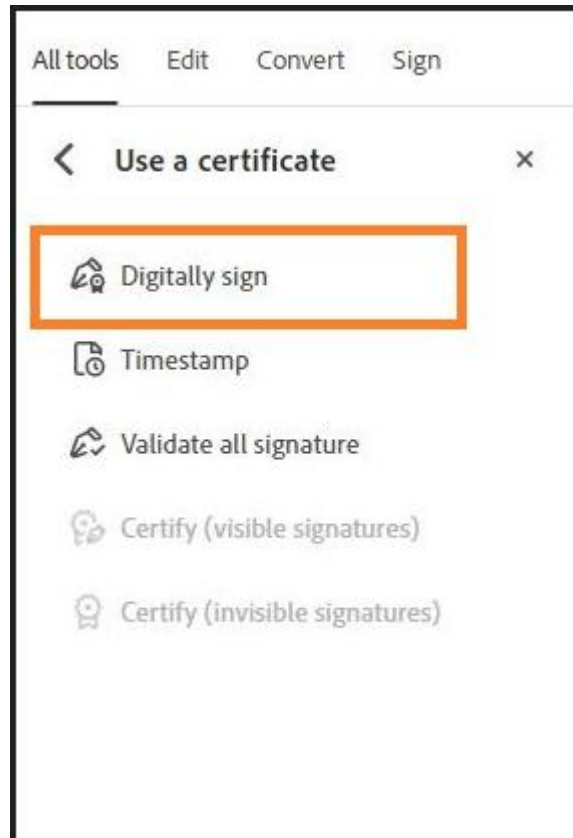 All tools Edit Convert Sign
Use a certificate
Digitally sign
Timestamp
Validate all signature
Certify (visible signatures)
Certify (invisible signatures)